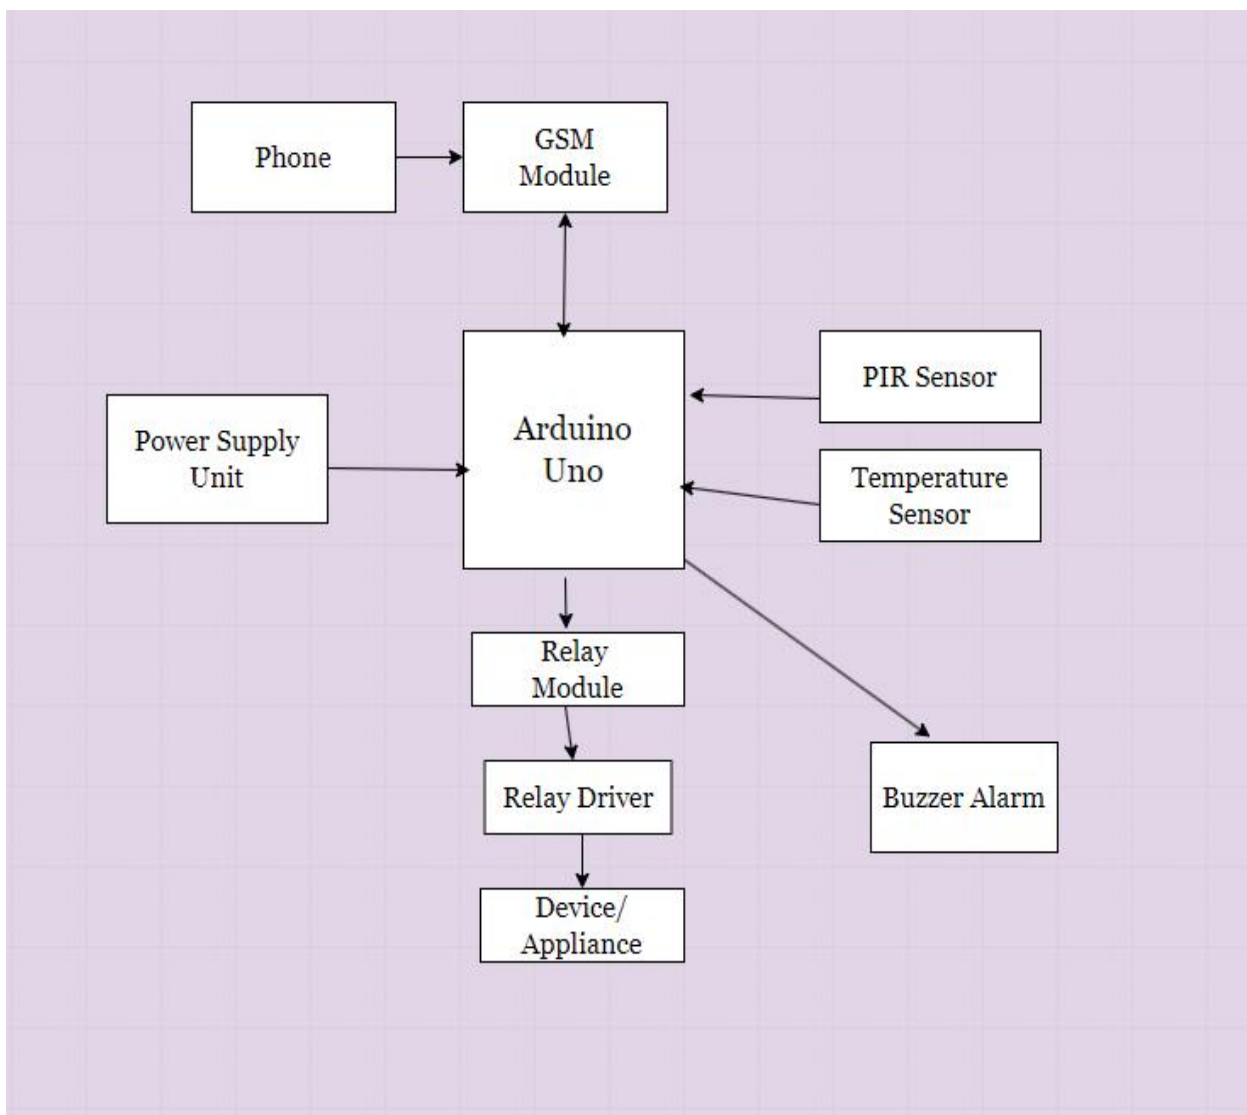 Phone
GSM
Module
Arduino
Uno
PIR Sensor
Power Supply
Unit
Temperature
Sensor
Relay
Module
Relay Driver
Buzzer Alarm
Device/
Appliance